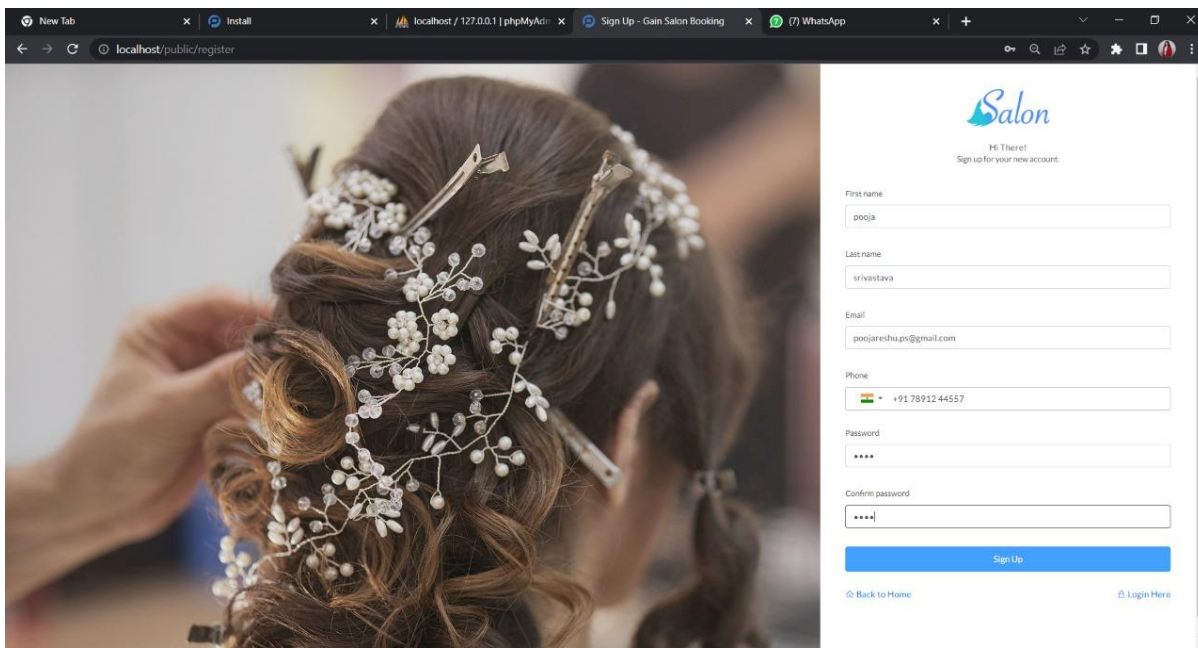 New Tab
Install
localhost / 127.0.0.1 | phpMyAdm
Sign Up - Gain Salon Booking
(7) WhatsApp
localhost/public/register
Salon
Hi There!
Sign up for your new account.
First name
pooja
Last name
srivastava
Email
poojareshu.ps@gmail.com
Phone
+91 78912 44557
Password
••••
Confirm password
••••
Sign Up
Back to Home
Login Here